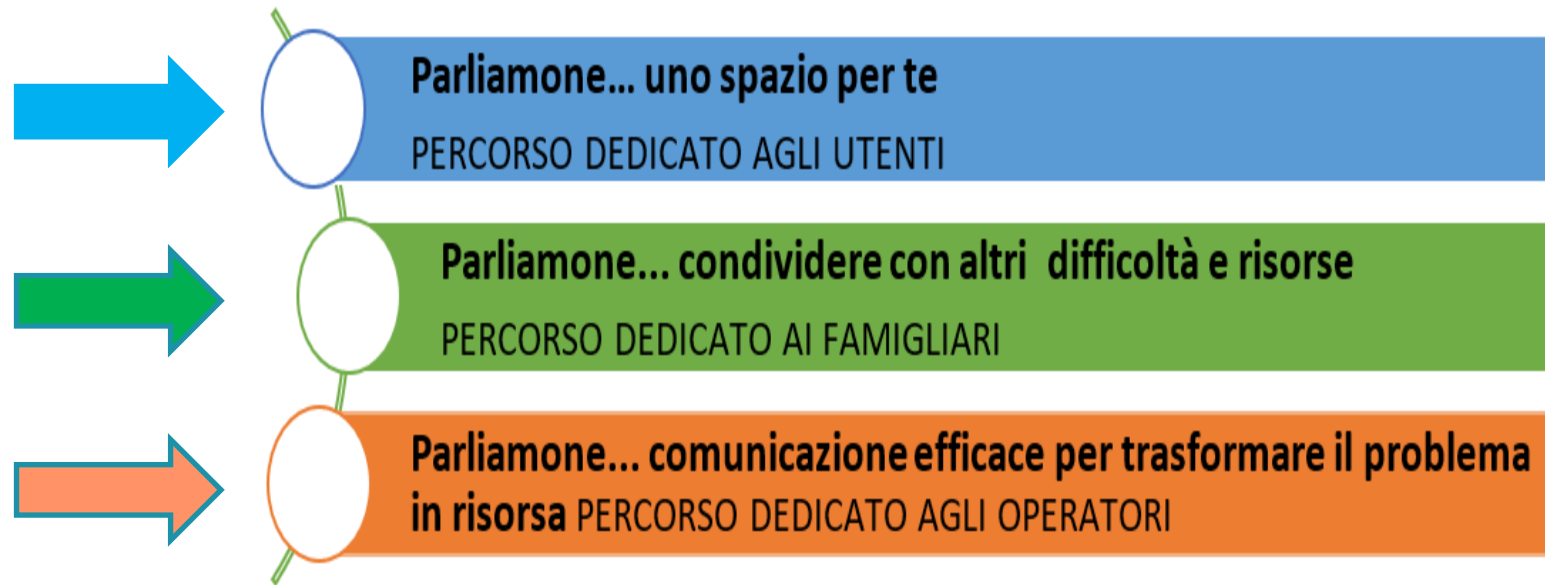 Parliamone... uno spazio per te
PERCORSO DEDICATO AGLI UTENTI
Parliamone... condividere con altri  difficoltà e risorse
PERCORSO DEDICATO AI FAMIGLIARI
Parliamone... comunicazione efficace per trasformare il problema
in risorsa PERCORSO DEDICATO AGLI OPERATORI